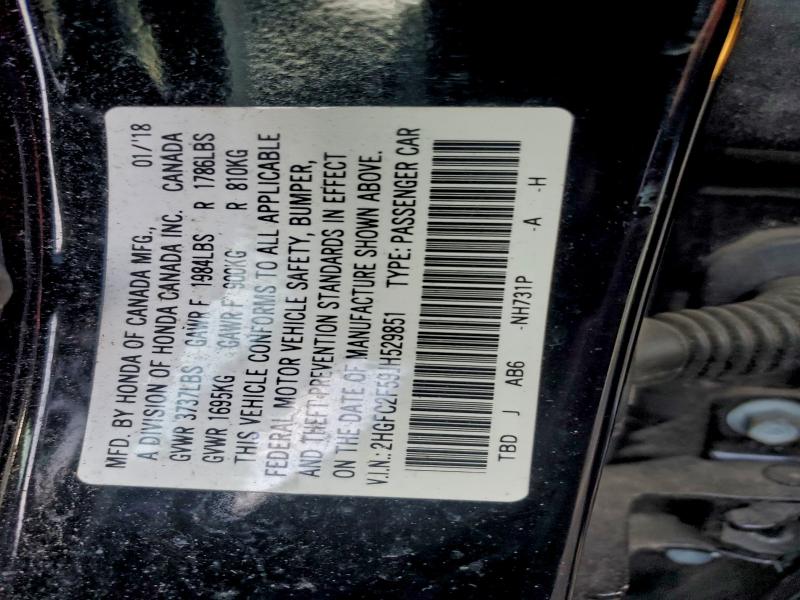 MFD. BY HONDA OF CANADA MFG., 01/'18
A DIVISION OF HONDA CANADA INC. CANADA
GVWR 3737LBS GAWR F 1984LBS R 1786LBS
GVWR 1695KG GAWR F 900KG R 810KG
THIS VEHICLE CONFORMS TO ALL APPLICABLE
FEDERAL MOTOR VEHICLE SAFETY, BUMPER,
AND THEFT PREVENTION STANDARDS IN EFFECT
ON THE DATE OF MANUFACTURE SHOWN ABOVE.
V.I.N.: TYPE: PASSENGER CAR
TBD J AB6 -NH731P -A -H